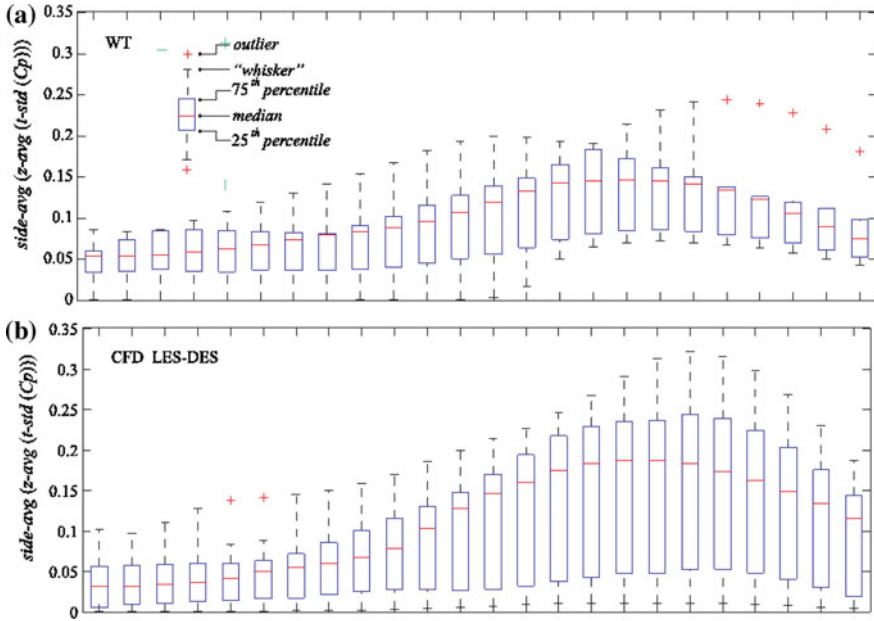 (a)
0.35
0.3
0.25
0.2
0.15
0.1
0.05
0
side-avg (z-avg (t-std (Cp)))
WT
outlier
"whisker"
75th percentile
median
25th percentile
(b)
0.35
0.3
0.25
0.2
0.15
0.1
0.05
0
side-avg (z-avg (t-std (Cp)))
CFD LES-DES